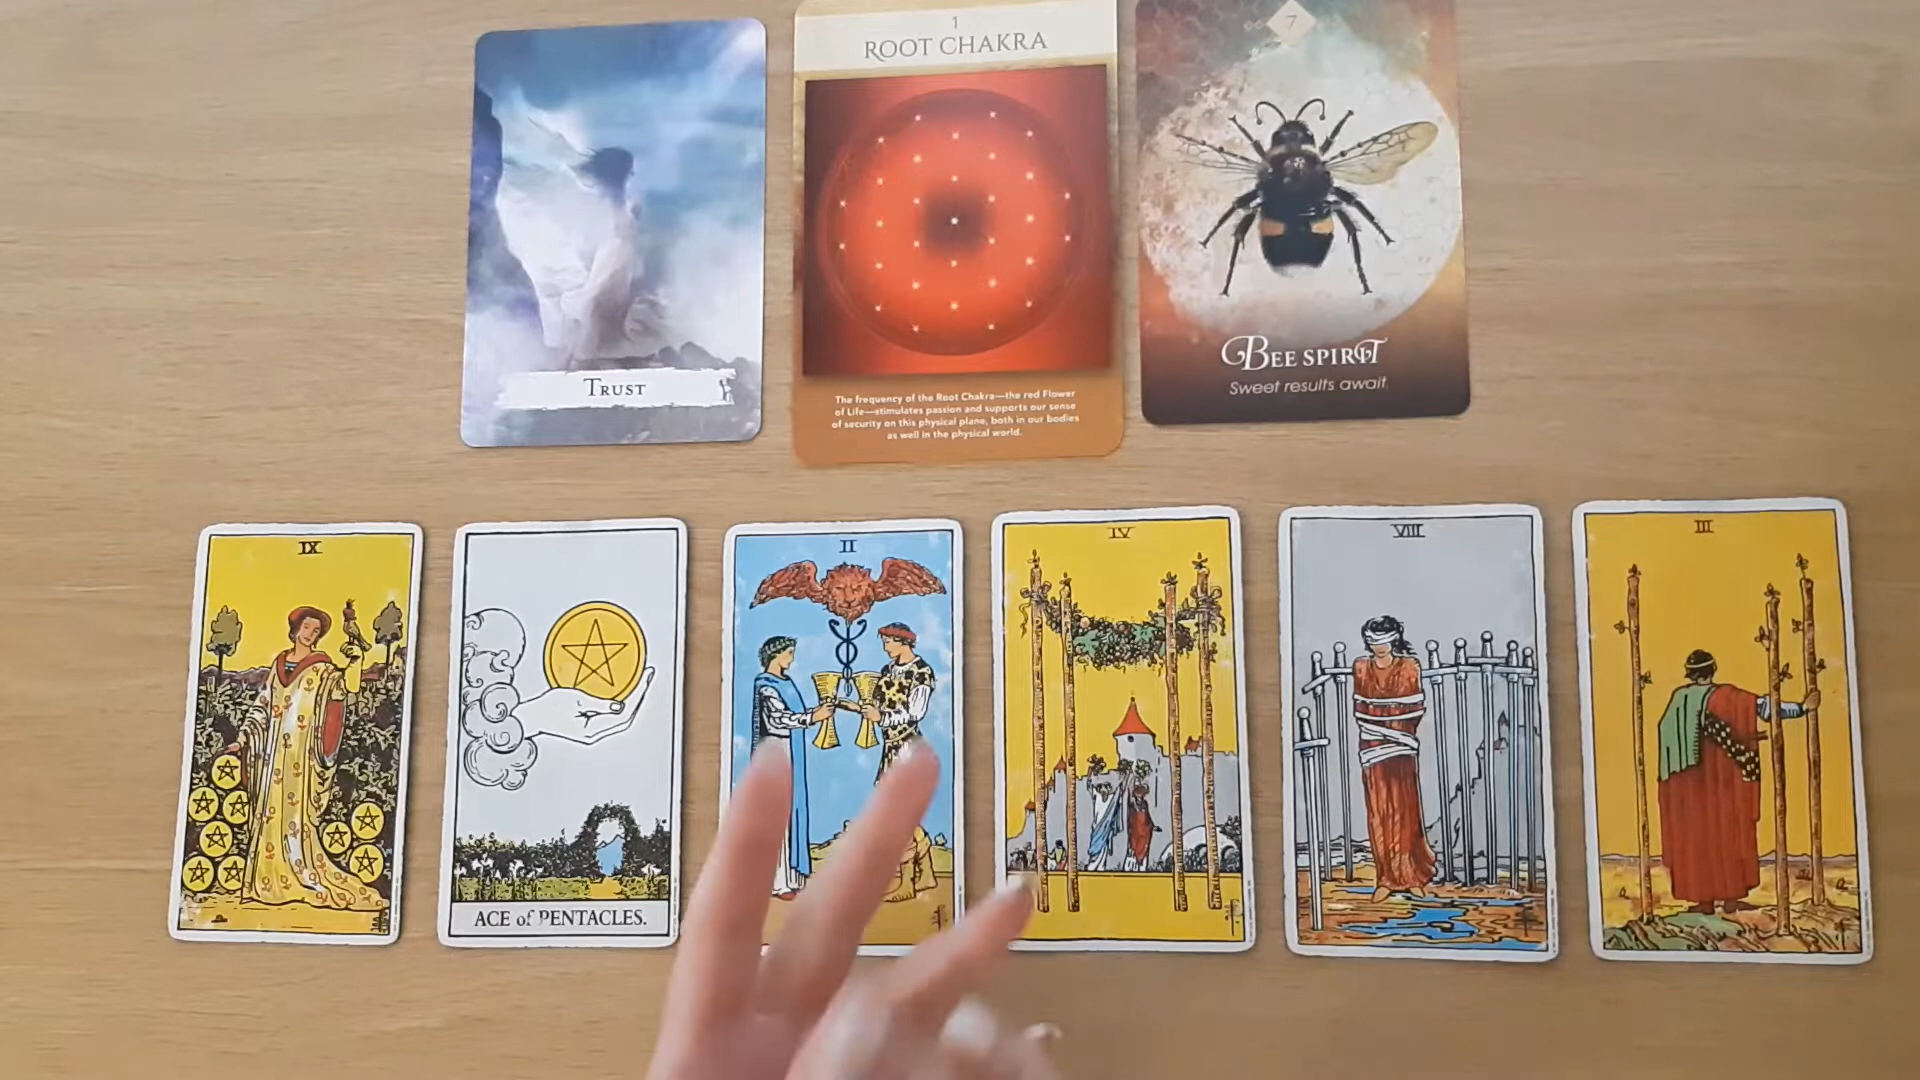 Trust
1
ROOT CHAKRA
The frequency of the Root Chakra—the red Flower
of Life—stimulates passion and supports our sense
of security on this physical plane, both in our bodies
as well in the physical world.
7
BEE SPIRIT
Sweet results await.
IX
ACE of PENTACLES.
II
IV
VIII
III